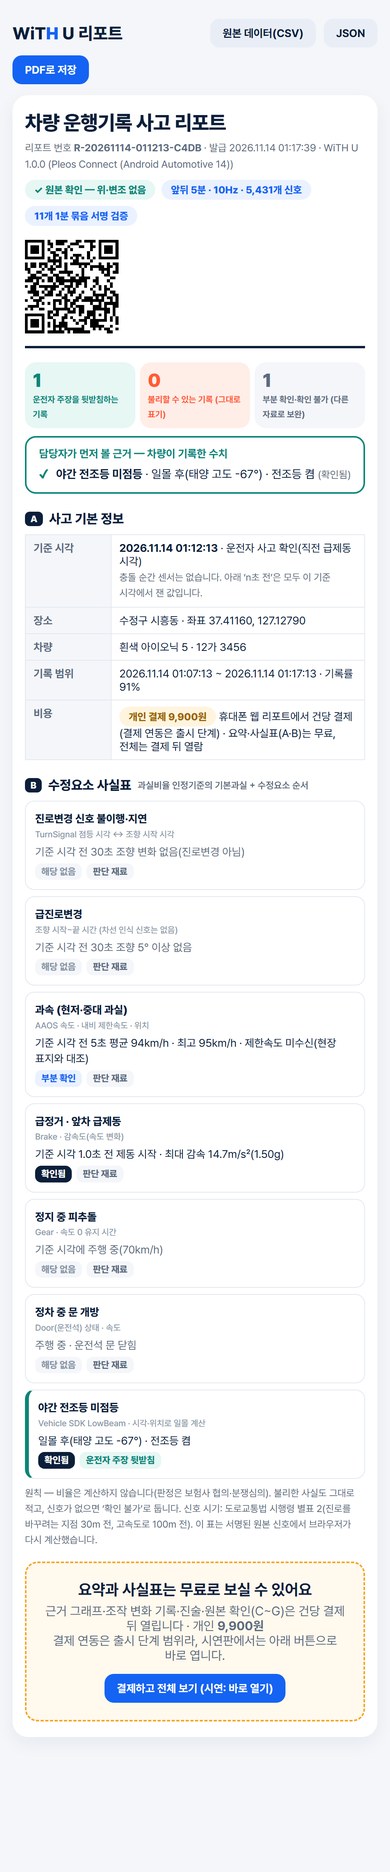 WiTH U 리포트
원본 데이터(CSV)
JSON
PDF로 저장
차량 운행기록 사고 리포트
리포트 번호 R-20261114-011213-C4DB · 발급 2026.11.14 01:17:39 · WiTH U
1.0.0 (Pleos Connect (Android Automotive 14))
✓ 원본 확인 — 위·변조 없음
앞뒤 5분 · 10Hz · 5,431개 신호
11개 1분 묶음 서명 검증
1
운전자 주장을 뒷받침하는
기록
0
불리할 수 있는 기록 (그대로
표기)
1
부분 확인·확인 불가 (다른
자료로 보완)
담당자가 먼저 볼 근거 — 차량이 기록한 수치
✓ 야간 전조등 미점등 · 일몰 후(태양 고도 -67°) · 전조등 켬 (확인됨)
A 사고 기본 정보
기준 시각
2026.11.14 01:12:13 · 운전자 사고 확인(직전 급제동
시각)
충돌 순간 센서는 없습니다. 아래 ‘n초 전’은 모두 이 기준
시각에서 잰 값입니다.
장소
수정구 시흥동 · 좌표 37.41160, 127.12790
차량
흰색 아이오닉 5 · 12가 3456
기록 범위
2026.11.14 01:07:13 ~ 2026.11.14 01:17:13 · 기록률
91%
비용
개인 결제 9,900원 휴대폰 웹 리포트에서 건당 결제
(결제 연동은 출시 단계) · 요약·사실표(A·B)는 무료,
전체는 결제 뒤 열람
B 수정요소 사실표 과실비율 인정기준의 기본과실 + 수정요소 순서
진로변경 신호 불이행·지연
TurnSignal 점등 시각 ↔ 조향 시작 시각
기준 시각 전 30초 조향 변화 없음(진로변경 아님)
해당 없음 판단 재료
급진로변경
조향 시작~끝 시간 (차선 인식 신호는 없음)
기준 시각 전 30초 조향 5° 이상 없음
해당 없음 판단 재료
과속 (현저·중대 과실)
AAOS 속도 · 내비 제한속도 · 위치
기준 시각 전 5초 평균 94km/h · 최고 95km/h · 제한속도 미수신(현장
표지와 대조)
부분 확인 판단 재료
급정거 · 앞차 급제동
Brake · 감속도(속도 변화)
기준 시각 1.0초 전 제동 시작 · 최대 감속 14.7m/s²(1.50g)
확인됨 판단 재료
정지 중 피추돌
Gear · 속도 0 유지 시간
기준 시각에 주행 중(70km/h)
해당 없음 판단 재료
정차 중 문 개방
Door(운전석) 상태 · 속도
주행 중 · 운전석 문 닫힘
해당 없음 판단 재료
야간 전조등 미점등
Vehicle SDK LowBeam · 시각·위치로 일몰 계산
일몰 후(태양 고도 -67°) · 전조등 켬
확인됨 운전자 주장 뒷받침
원칙 — 비율은 계산하지 않습니다(판정은 보험사 협의·분쟁심의). 불리한 사실도 그대로
적고, 신호가 없으면 ‘확인 불가’로 둡니다. 신호 시기: 도로교통법 시행령 별표 2(진로를
바꾸려는 지점 30m 전, 고속도로 100m 전). 이 표는 서명된 원본 신호에서 브라우저가
다시 계산했습니다.
요약과 사실표는 무료로 보실 수 있어요
근거 그래프·조작 변화 기록·진술·원본 확인(C~G)은 건당 결제
뒤 열립니다 · 개인 9,900원
결제 연동은 출시 단계 범위라, 시연판에서는 아래 버튼으로
바로 엽니다.
결제하고 전체 보기 (시연: 바로 열기)